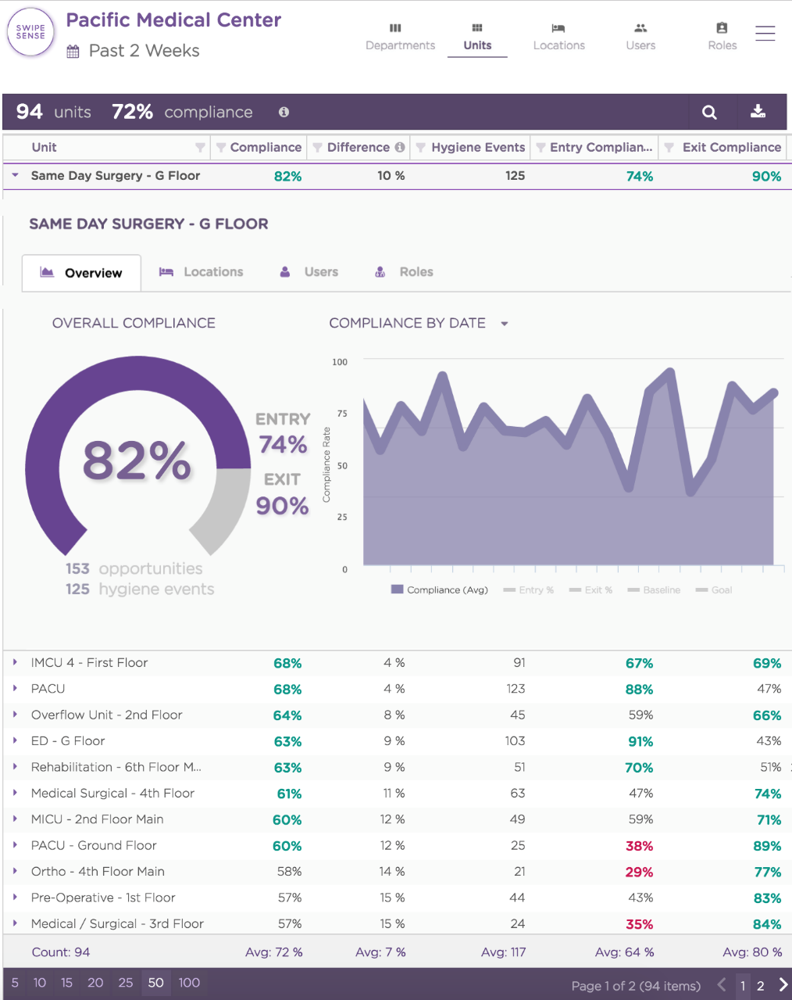 SWIPE
SENSE
Pacific Medical Center
Past 2 Weeks
Departments Units Locations Users Roles
94 units 72% compliance
Unit Compliance Difference Hygiene Events Entry Complian... Exit Compliance
Same Day Surgery - G Floor 82% 10 % 125 74% 90%
SAME DAY SURGERY - G FLOOR
Overview Locations Users Roles
OVERALL COMPLIANCE
82%
ENTRY
74%
EXIT
90%
153 opportunities
125 hygiene events
COMPLIANCE BY DATE
Compliance Rate
100
75
50
25
0
Compliance (Avg) Entry % Exit % Baseline Goal
IMCU 4 - First Floor 68% 4 % 91 67% 69%
PACU 68% 4 % 123 88% 47%
Overflow Unit - 2nd Floor 64% 8 % 45 59% 66%
ED - G Floor 63% 9 % 103 91% 43%
Rehabilitation - 6th Floor M... 63% 9 % 51 70% 51%
Medical Surgical - 4th Floor 61% 11 % 63 47% 74%
MICU - 2nd Floor Main 60% 12 % 49 59% 71%
PACU - Ground Floor 60% 12 % 25 38% 89%
Ortho - 4th Floor Main 58% 14 % 21 29% 77%
Pre-Operative - 1st Floor 57% 15 % 44 43% 83%
Medical / Surgical - 3rd Floor 57% 15 % 24 35% 84%
Count: 94 Avg: 72 % Avg: 7 % Avg: 117 Avg: 64 % Avg: 80 %
5 10 15 20 25 50 100 Page 1 of 2 (94 items) 1 2